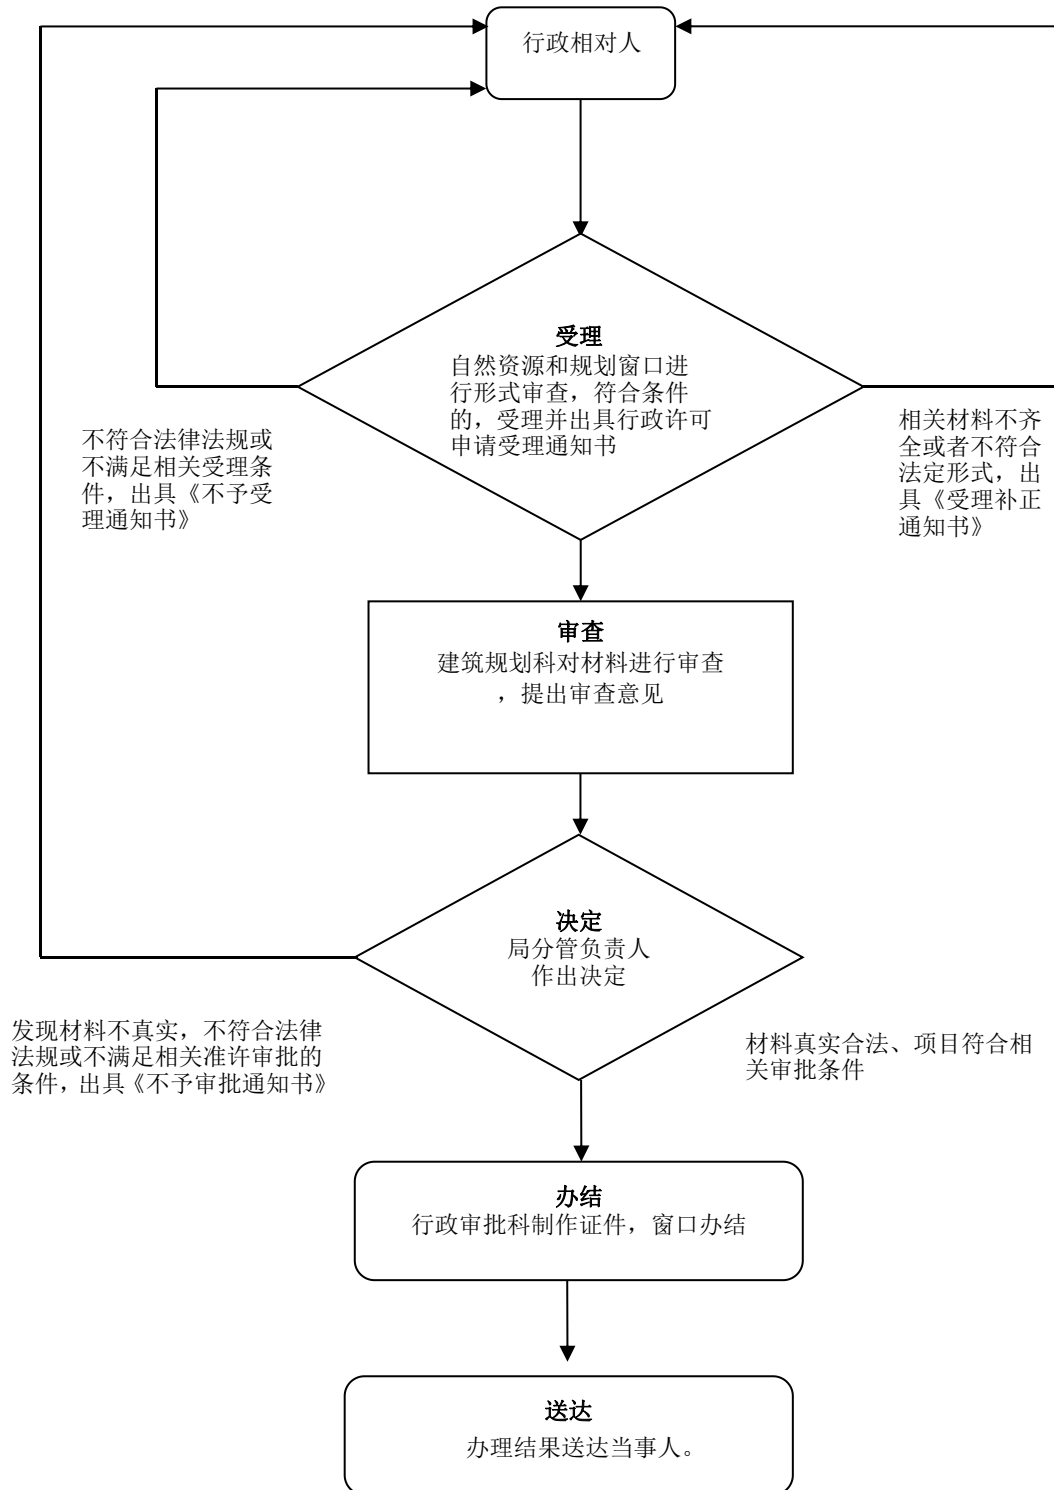 行政相对人
受理
自然资源和规划窗口进
行形式审查，符合条件
的，受理并出具行政许可
申请受理通知书
不符合法律法规或
不满足相关受理条
件，出具《不予受
理通知书》
相关材料不齐
全或者不符合
法定形式，出
具《受理补正
通知书》
审查
建筑规划科对材料进行审查
，提出审查意见
决定
局分管负责人
作出决定
发现材料不真实，不符合法律
法规或不满足相关准许审批的
条件，出具《不予审批通知书》
材料真实合法、项目符合相
关审批条件
办结
行政审批科制作证件，窗口办结
送达
办理结果送达当事人。